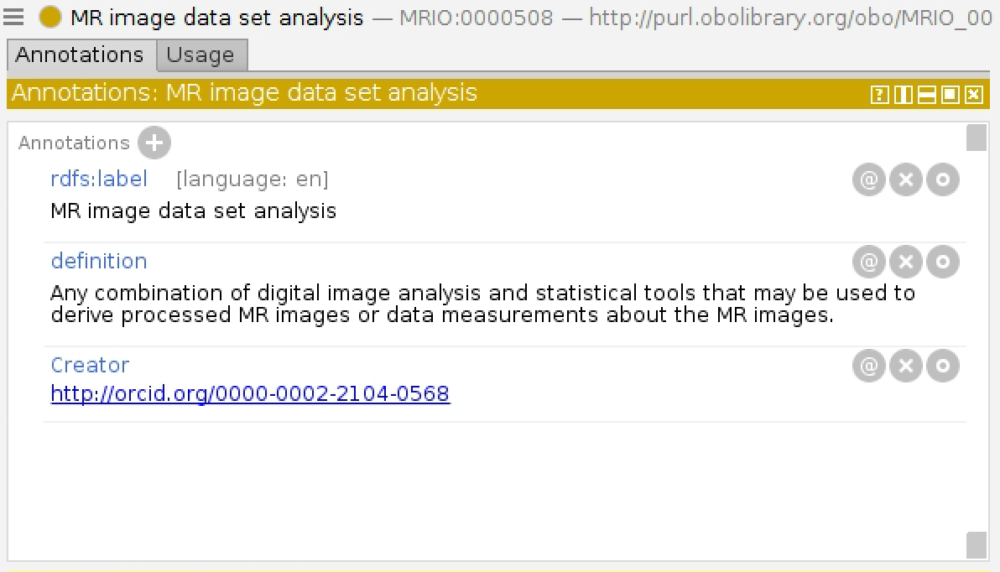 MR image data set analysis — MRIO:0000508 — http://purl.obolibrary.org/obo/MRIO_00
Annotations Usage
Annotations: MR image data set analysis
Annotations
rdfs:label [language: en]
MR image data set analysis
definition
Any combination of digital image analysis and statistical tools that may be used to
derive processed MR images or data measurements about the MR images.
Creator
http://orcid.org/0000-0002-2104-0568